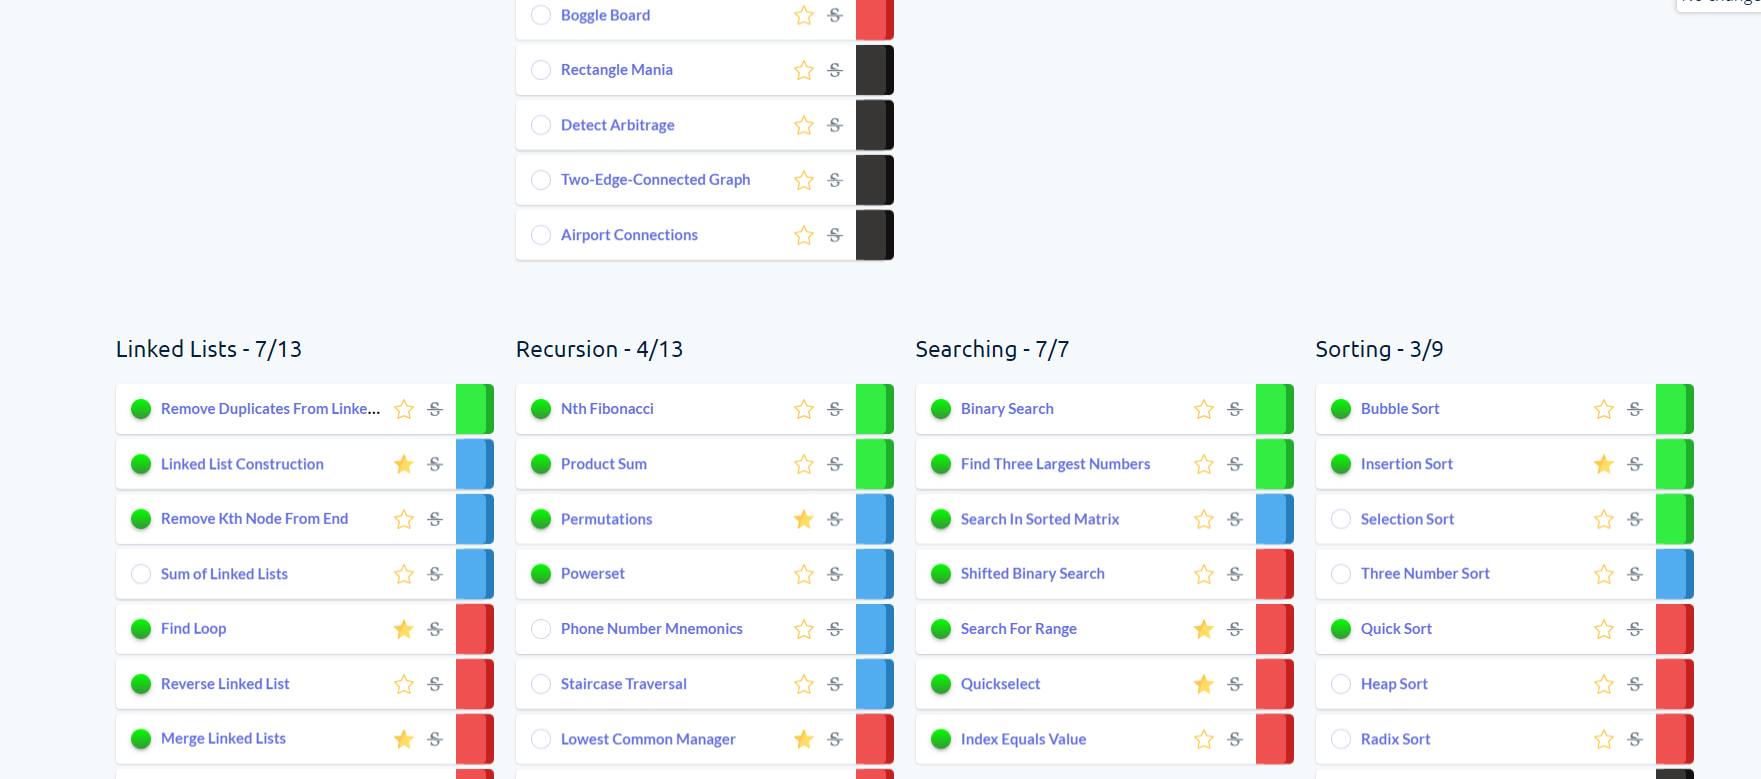 No change
Boggle Board
Rectangle Mania
Detect Arbitrage
Two-Edge-Connected Graph
Airport Connections
Linked Lists - 7/13
Remove Duplicates From Linke...
Linked List Construction
Remove Kth Node From End
Sum of Linked Lists
Find Loop
Reverse Linked List
Merge Linked Lists
Recursion - 4/13
Nth Fibonacci
Product Sum
Permutations
Powerset
Phone Number Mnemonics
Staircase Traversal
Lowest Common Manager
Searching - 7/7
Binary Search
Find Three Largest Numbers
Search In Sorted Matrix
Shifted Binary Search
Search For Range
Quickselect
Index Equals Value
Sorting - 3/9
Bubble Sort
Insertion Sort
Selection Sort
Three Number Sort
Quick Sort
Heap Sort
Radix Sort